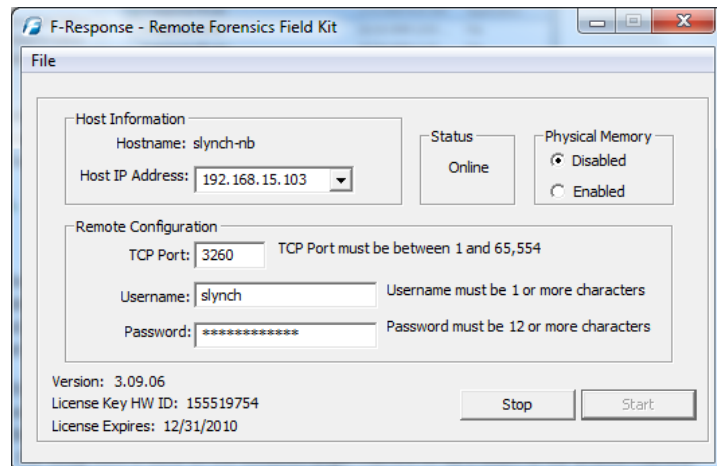 F-Response - Remote Forensics Field Kit
File
Host Information
Hostname: slynch-nb
Host IP Address: 192.168.15.103
Status
Online
Physical Memory
Disabled
Enabled
Remote Configuration
TCP Port: 3260 TCP Port must be between 1 and 65,554
Username: slynch Username must be 1 or more characters
Password: ************ Password must be 12 or more characters
Version: 3.09.06
License Key HW ID: 155519754
License Expires: 12/31/2010
Stop Start